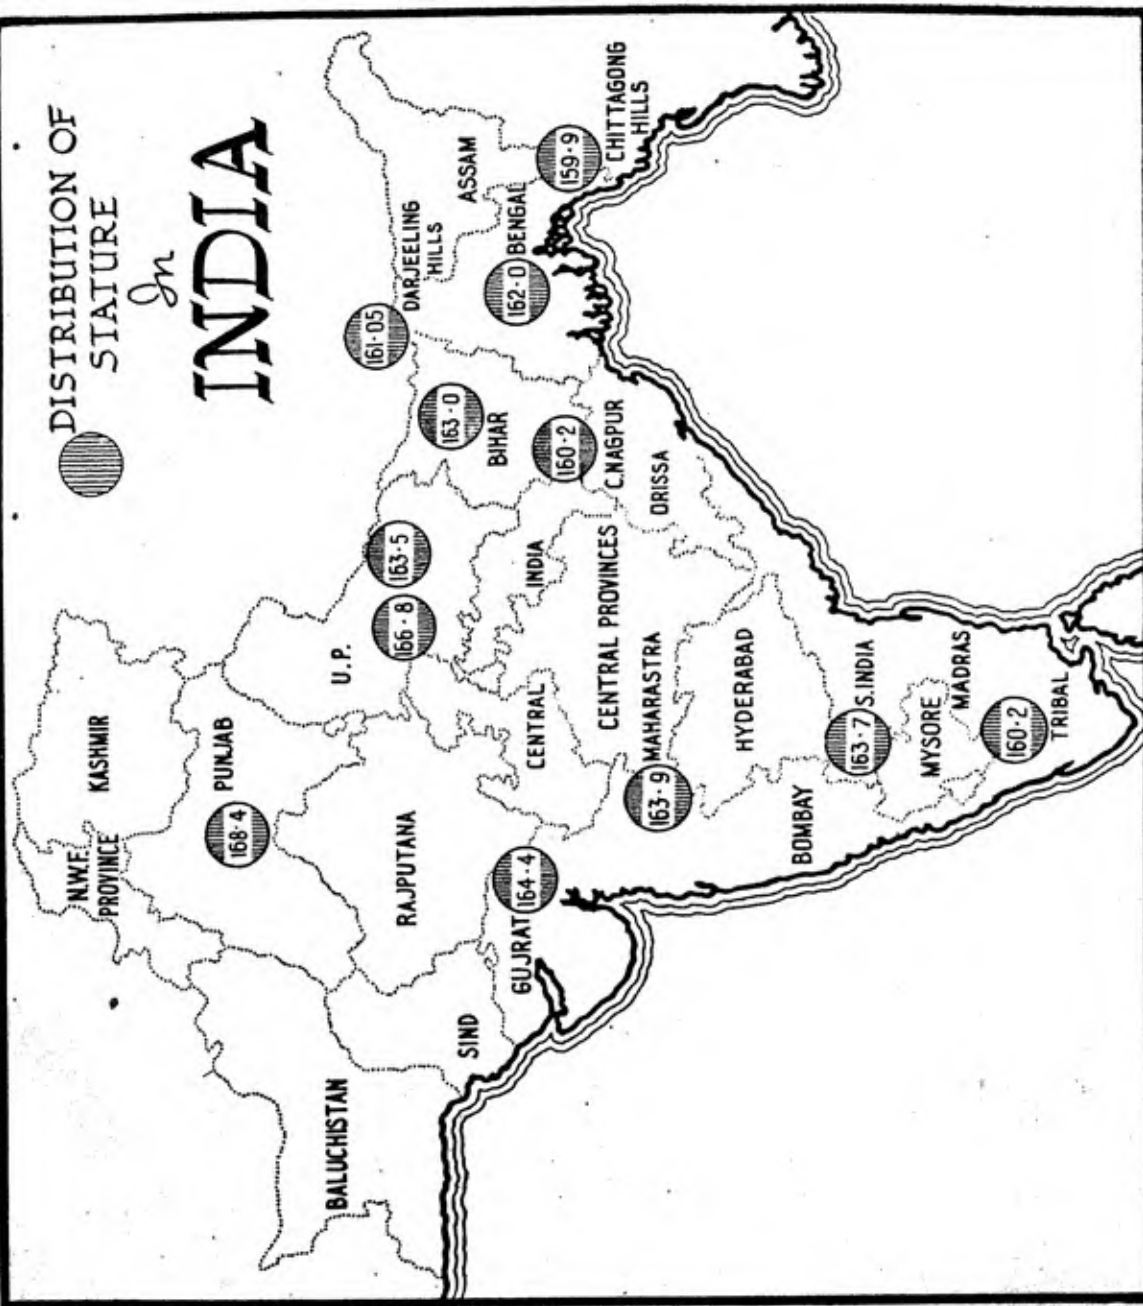 DISTRIBUTION OF
STATURE
In
INDIA
KASHMIR
N.W.F.
PROVINCE
PUNJAB
168·4
BALUCHISTAN
U.P.
166·8
163·5
161·05
DARJEELING
HILLS
ASSAM
RAJPUTANA
SIND
163·0
BIHAR
162·0
BENGAL
159·9
CHITTAGONG
HILLS
GUJRAT
164·4
CENTRAL
INDIA
160·2
C.NAGPUR
CENTRAL PROVINCES
ORISSA
163·9
MAHARASTRA
HYDERABAD
BOMBAY
163·7
S.INDIA
MYSORE
MADRAS
160·2
TRIBAL